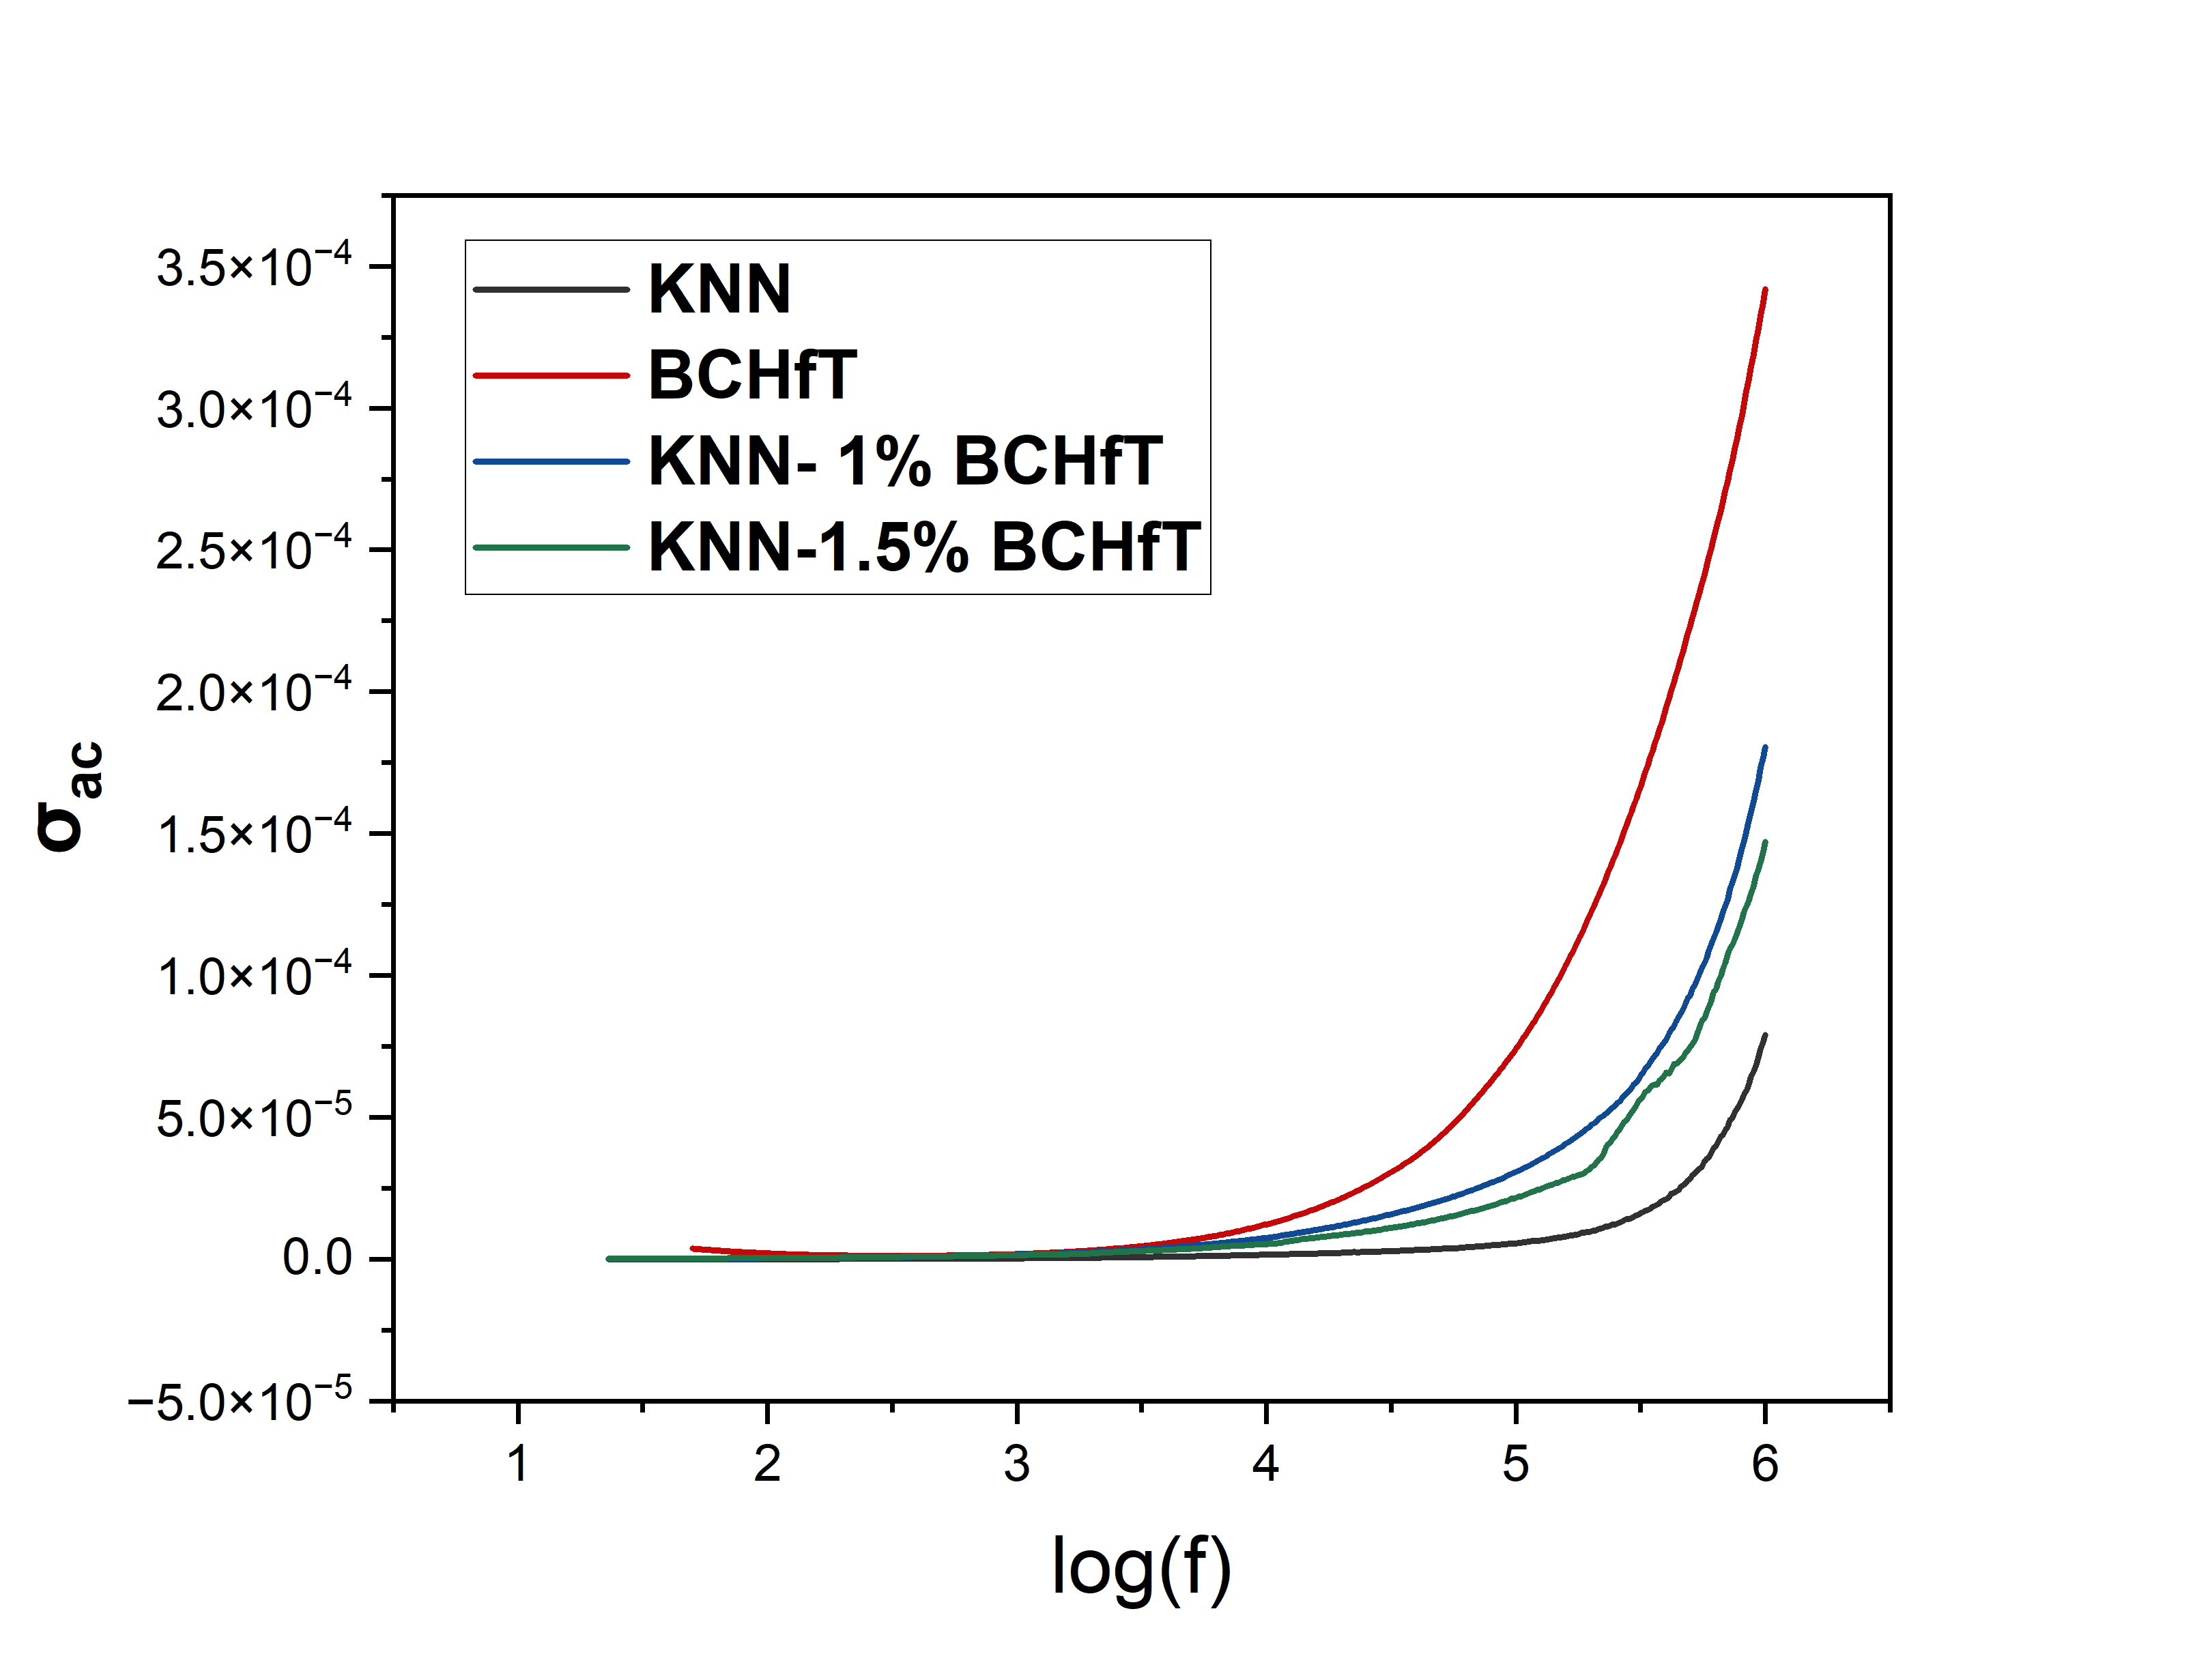 KNN
BCHfT
KNN- 1% BCHfT
KNN-1.5% BCHfT
3.5×10⁻⁴
3.0×10⁻⁴
2.5×10⁻⁴
2.0×10⁻⁴
1.5×10⁻⁴
1.0×10⁻⁴
5.0×10⁻⁵
0.0
−5.0×10⁻⁵
σac
1 2 3 4 5 6
log(f)